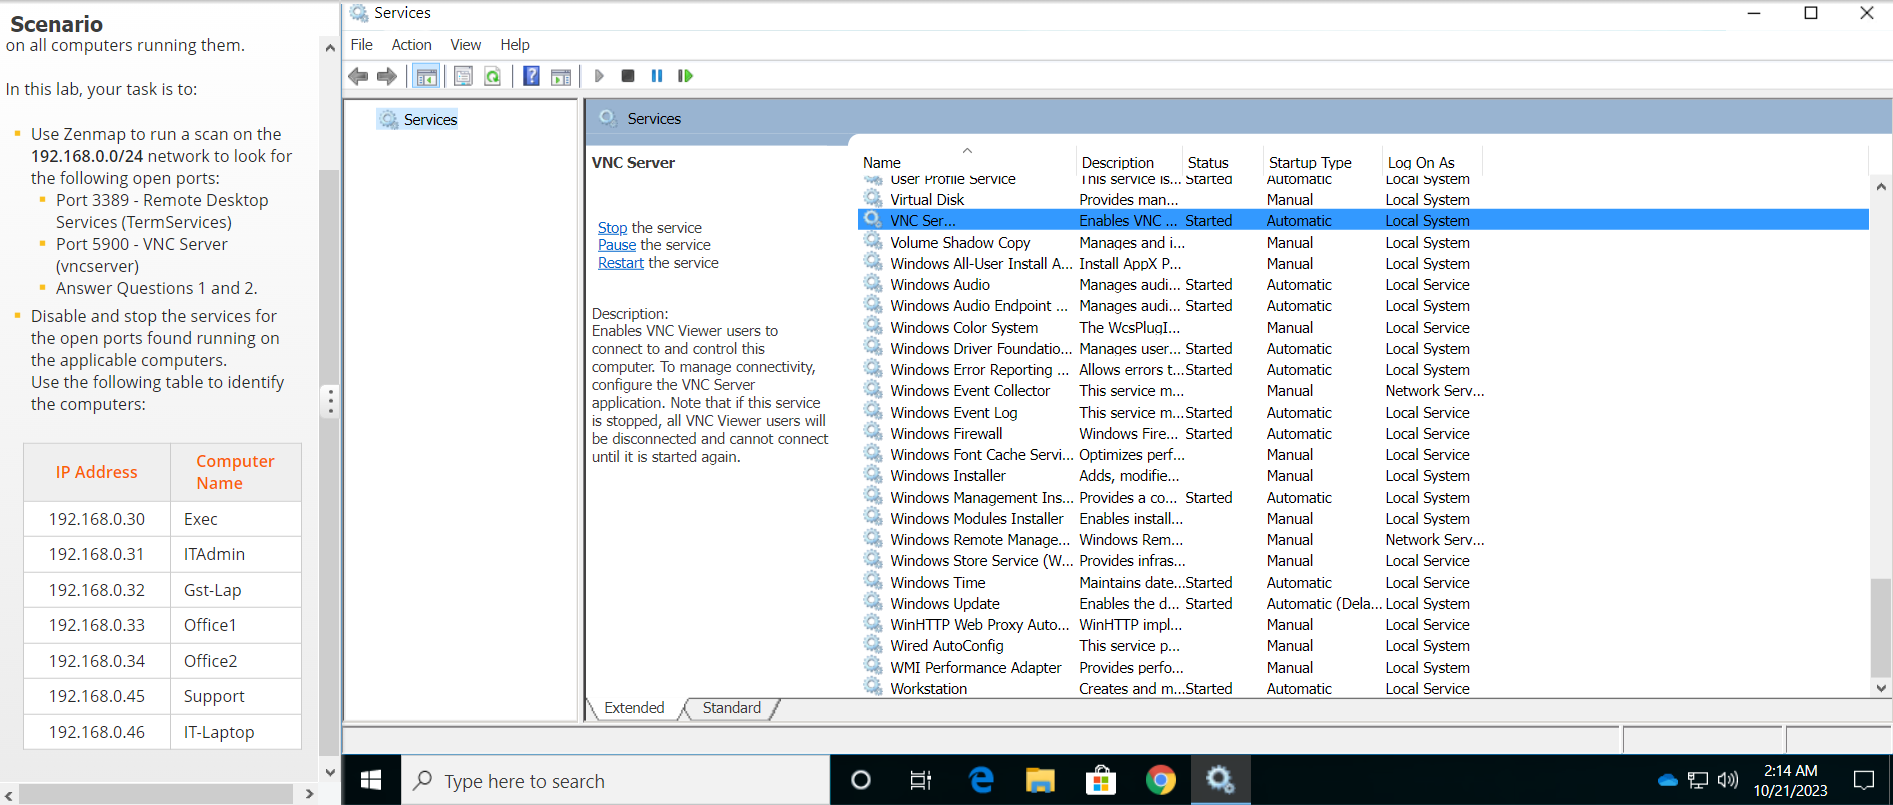 Scenario
on all computers running them.
In this lab, your task is to:
Use Zenmap to run a scan on the
192.168.0.0/24 network to look for
the following open ports:
Port 3389 - Remote Desktop
Services (TermServices)
Port 5900 - VNC Server
(vncserver)
Answer Questions 1 and 2.
Disable and stop the services for
the open ports found running on
the applicable computers.
Use the following table to identify
the computers:
IP Address Computer Name
192.168.0.30 Exec
192.168.0.31 ITAdmin
192.168.0.32 Gst-Lap
192.168.0.33 Office1
192.168.0.34 Office2
192.168.0.45 Support
192.168.0.46 IT-Laptop
Services
File Action View Help
Services
Services
VNC Server
Stop the service
Pause the service
Restart the service
Description:
Enables VNC Viewer users to
connect to and control this
computer. To manage connectivity,
configure the VNC Server
application. Note that if this service
is stopped, all VNC Viewer users will
be disconnected and cannot connect
until it is started again.
Name Description Status Startup Type Log On As
User Profile Service This service is... Started Automatic Local System
Virtual Disk Provides man... Manual Local System
VNC Ser... Enables VNC ... Started Automatic Local System
Volume Shadow Copy Manages and i... Manual Local System
Windows All-User Install A... Install AppX P... Manual Local System
Windows Audio Manages audi... Started Automatic Local Service
Windows Audio Endpoint ... Manages audi... Started Automatic Local System
Windows Color System The WcsPlugI... Manual Local Service
Windows Driver Foundatio... Manages user... Started Automatic Local System
Windows Error Reporting ... Allows errors t... Started Automatic Local System
Windows Event Collector This service m... Manual Network Serv...
Windows Event Log This service m... Started Automatic Local Service
Windows Firewall Windows Fire... Started Automatic Local Service
Windows Font Cache Servi... Optimizes perf... Manual Local Service
Windows Installer Adds, modifie... Manual Local System
Windows Management Ins... Provides a co... Started Automatic Local System
Windows Modules Installer Enables install... Manual Local System
Windows Remote Manage... Windows Rem... Manual Network Serv...
Windows Store Service (W... Provides infras... Manual Local Service
Windows Time Maintains date... Started Automatic Local Service
Windows Update Enables the d... Started Automatic (Dela... Local System
WinHTTP Web Proxy Auto... WinHTTP impl... Manual Local Service
Wired AutoConfig This service p... Manual Local System
WMI Performance Adapter Provides perfo... Manual Local System
Workstation Creates and m... Started Automatic Local Service
Extended Standard
Type here to search
2:14 AM
10/21/2023